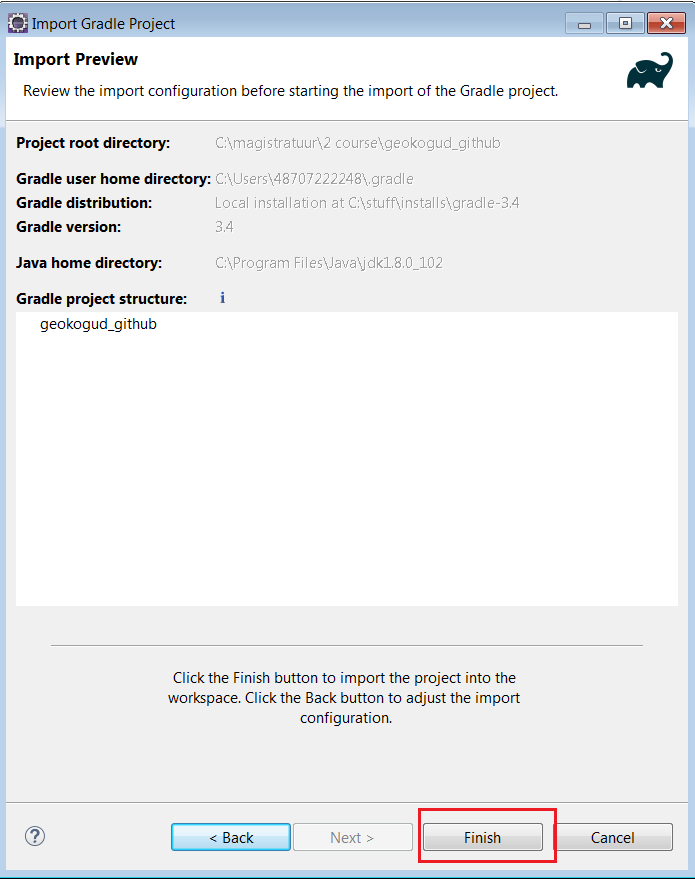 Import Gradle Project
Import Preview
Review the import configuration before starting the import of the Gradle project.
Project root directory: C:\magistratuur\2 course\geokogud_github
Gradle user home directory: C:\Users\48707222248\.gradle
Gradle distribution: Local installation at C:\stuff\installs\gradle-3.4
Gradle version: 3.4
Java home directory: C:\Program Files\Java\jdk1.8.0_102
Gradle project structure: i
geokogud_github
Click the Finish button to import the project into the
workspace. Click the Back button to adjust the import
configuration.
? < Back Next > Finish Cancel